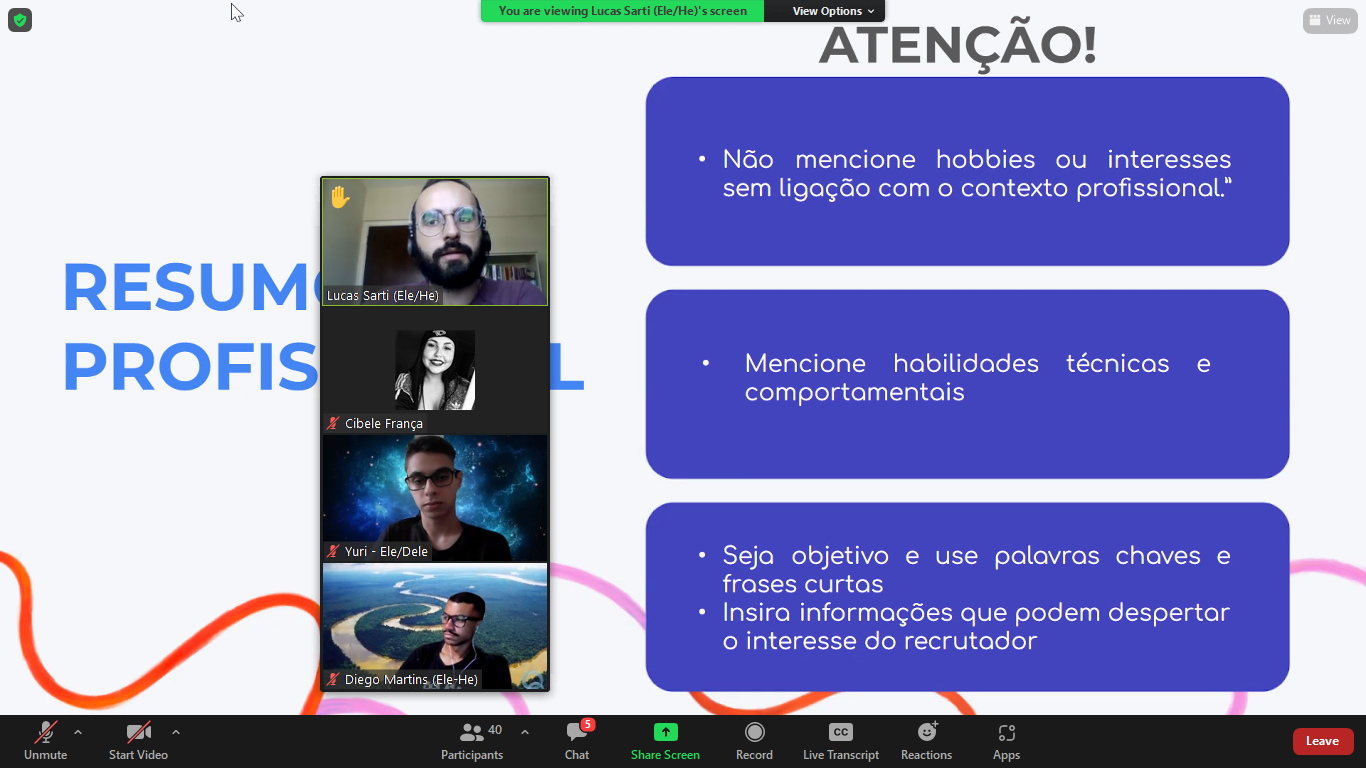 You are viewing Lucas Sarti (Ele/He)'s screen
View Options
View
ATENÇÃO!
RESUM
PROFIS L
• Não mencione hobbies ou interesses
sem ligação com o contexto profissional.”
• Mencione habilidades técnicas e
comportamentais
• Seja objetivo e use palavras chaves e
frases curtas
• Insira informações que podem despertar
o interesse do recrutador
Lucas Sarti (Ele/He)
Cibele França
Yuri - Ele/Dele
Diego Martins (Ele-He)
Unmute
Start Video
Participants
40
Chat
5
Share Screen
Record
CC
Live Transcript
Reactions
Apps
Leave